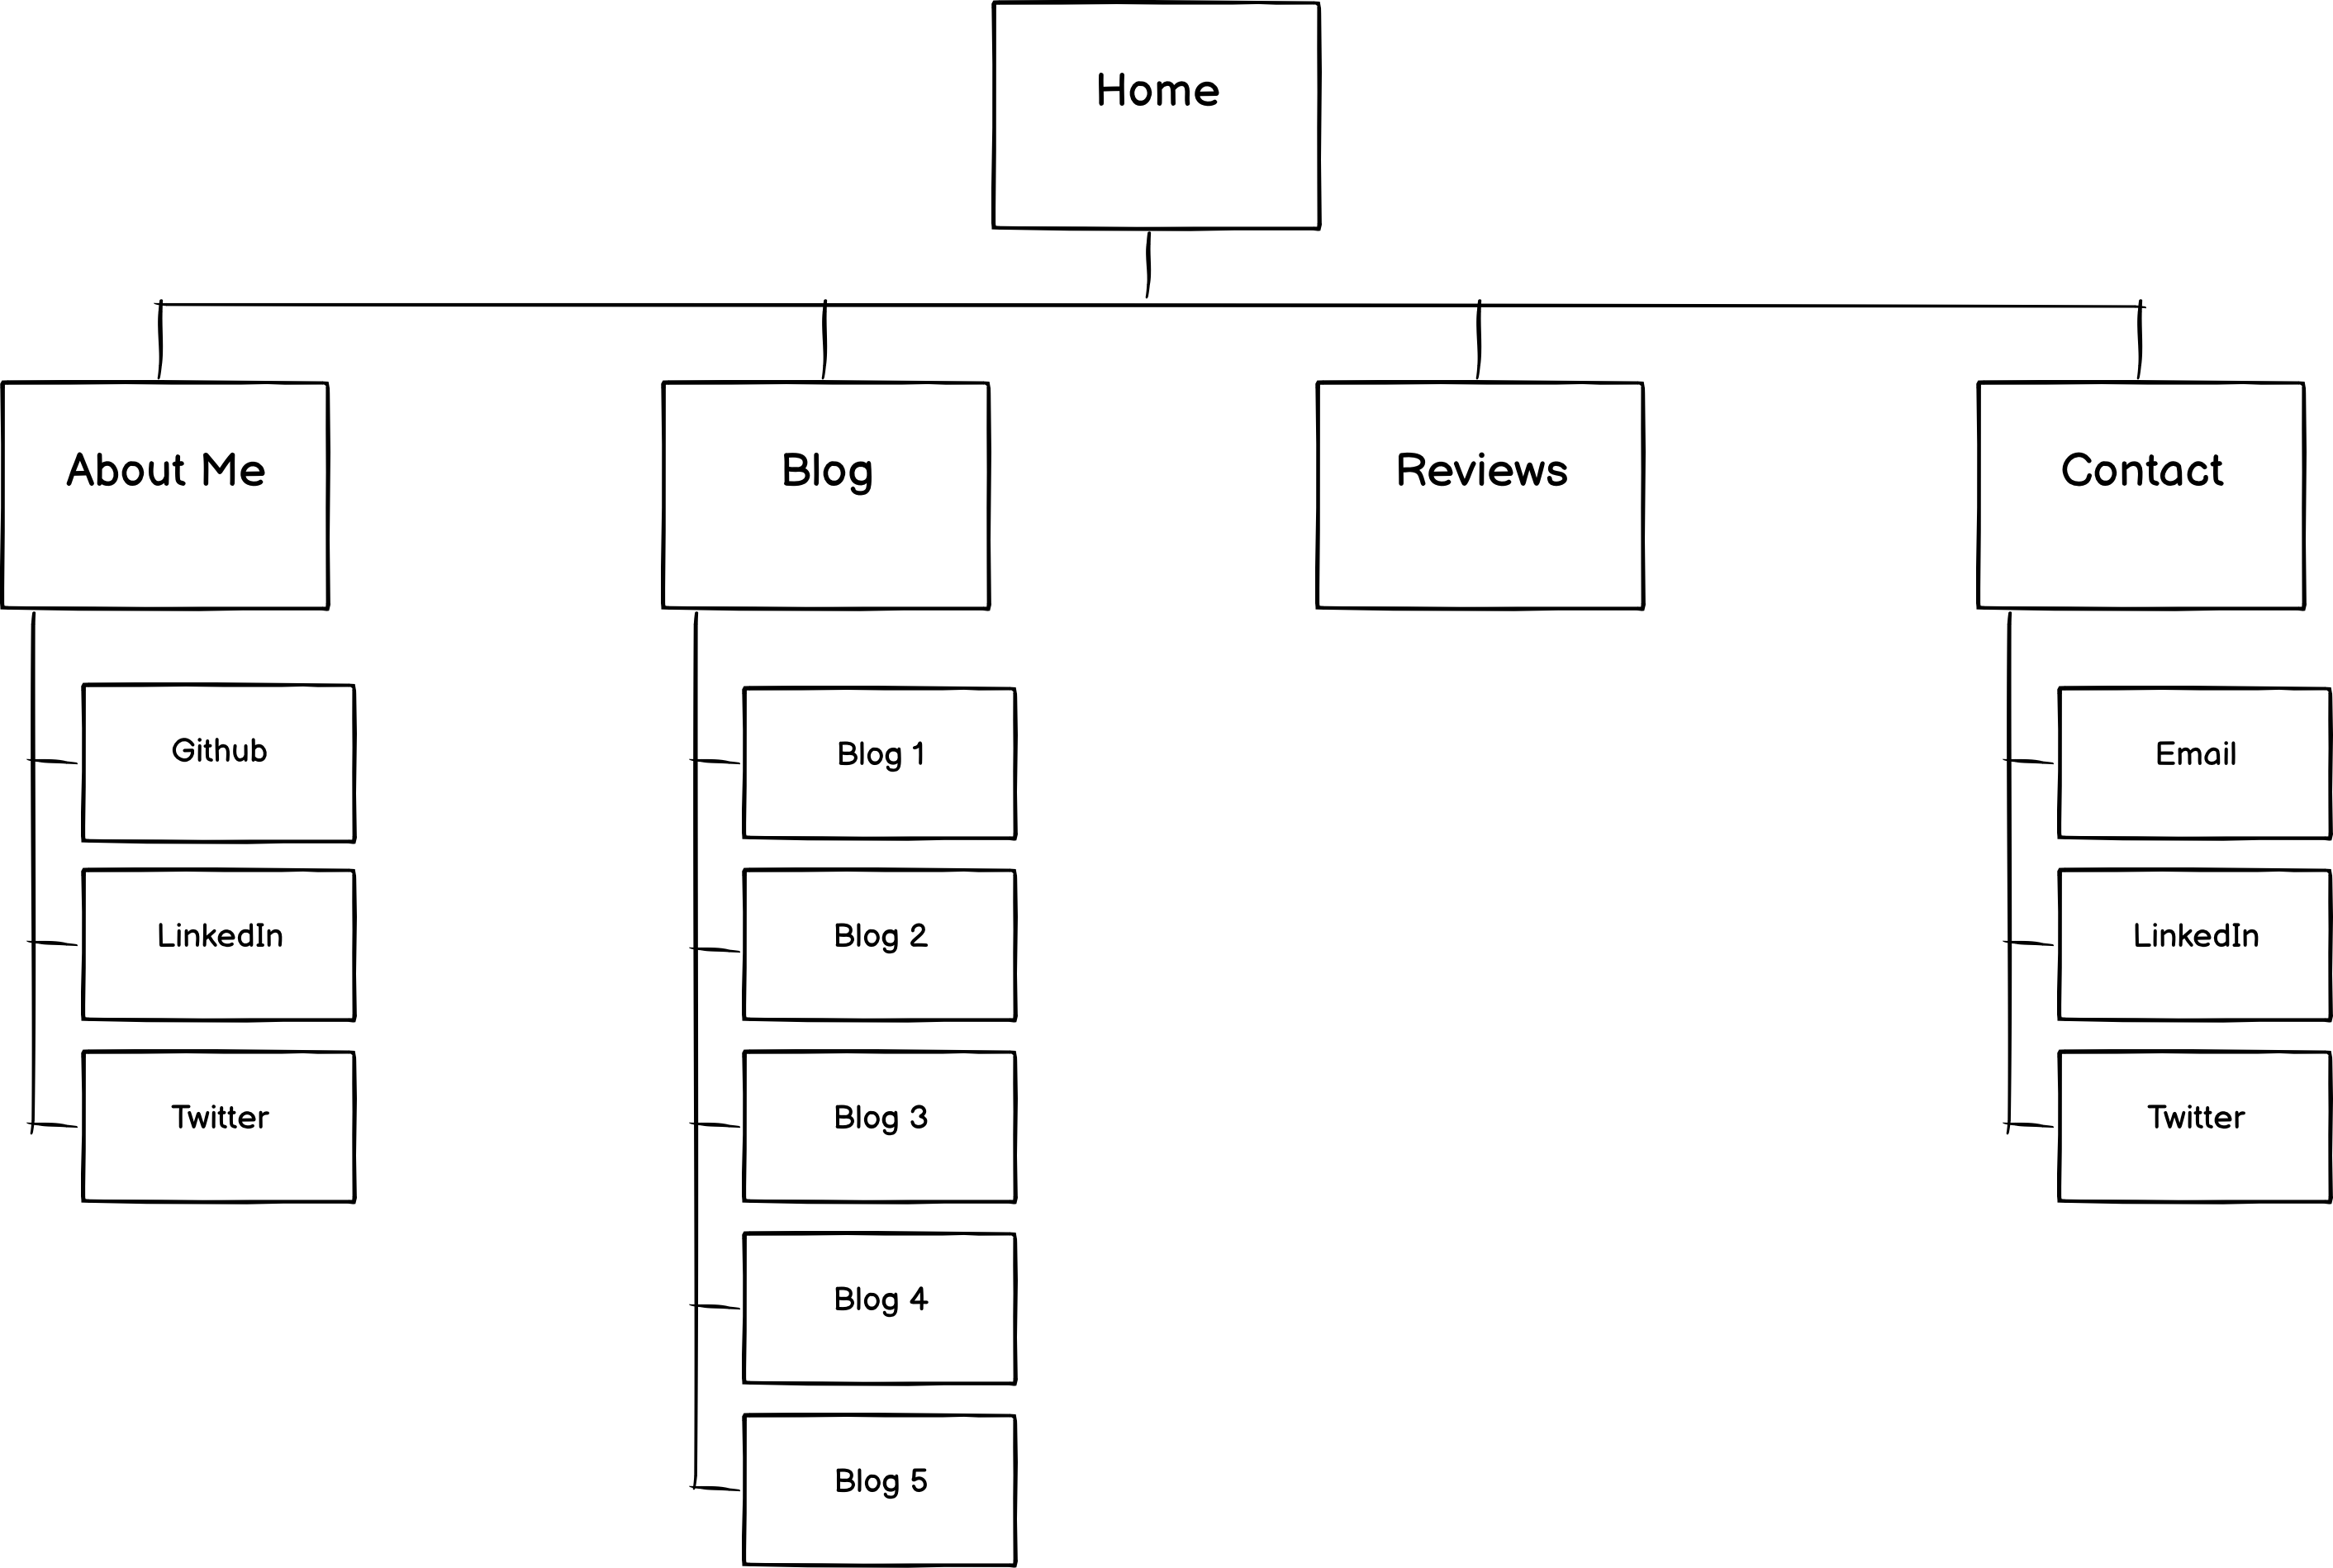 Home
About Me
Blog
Reviews
Contact
Github
LinkedIn
Twitter
Blog 1
Blog 2
Blog 3
Blog 4
Blog 5
Email
LinkedIn
Twitter